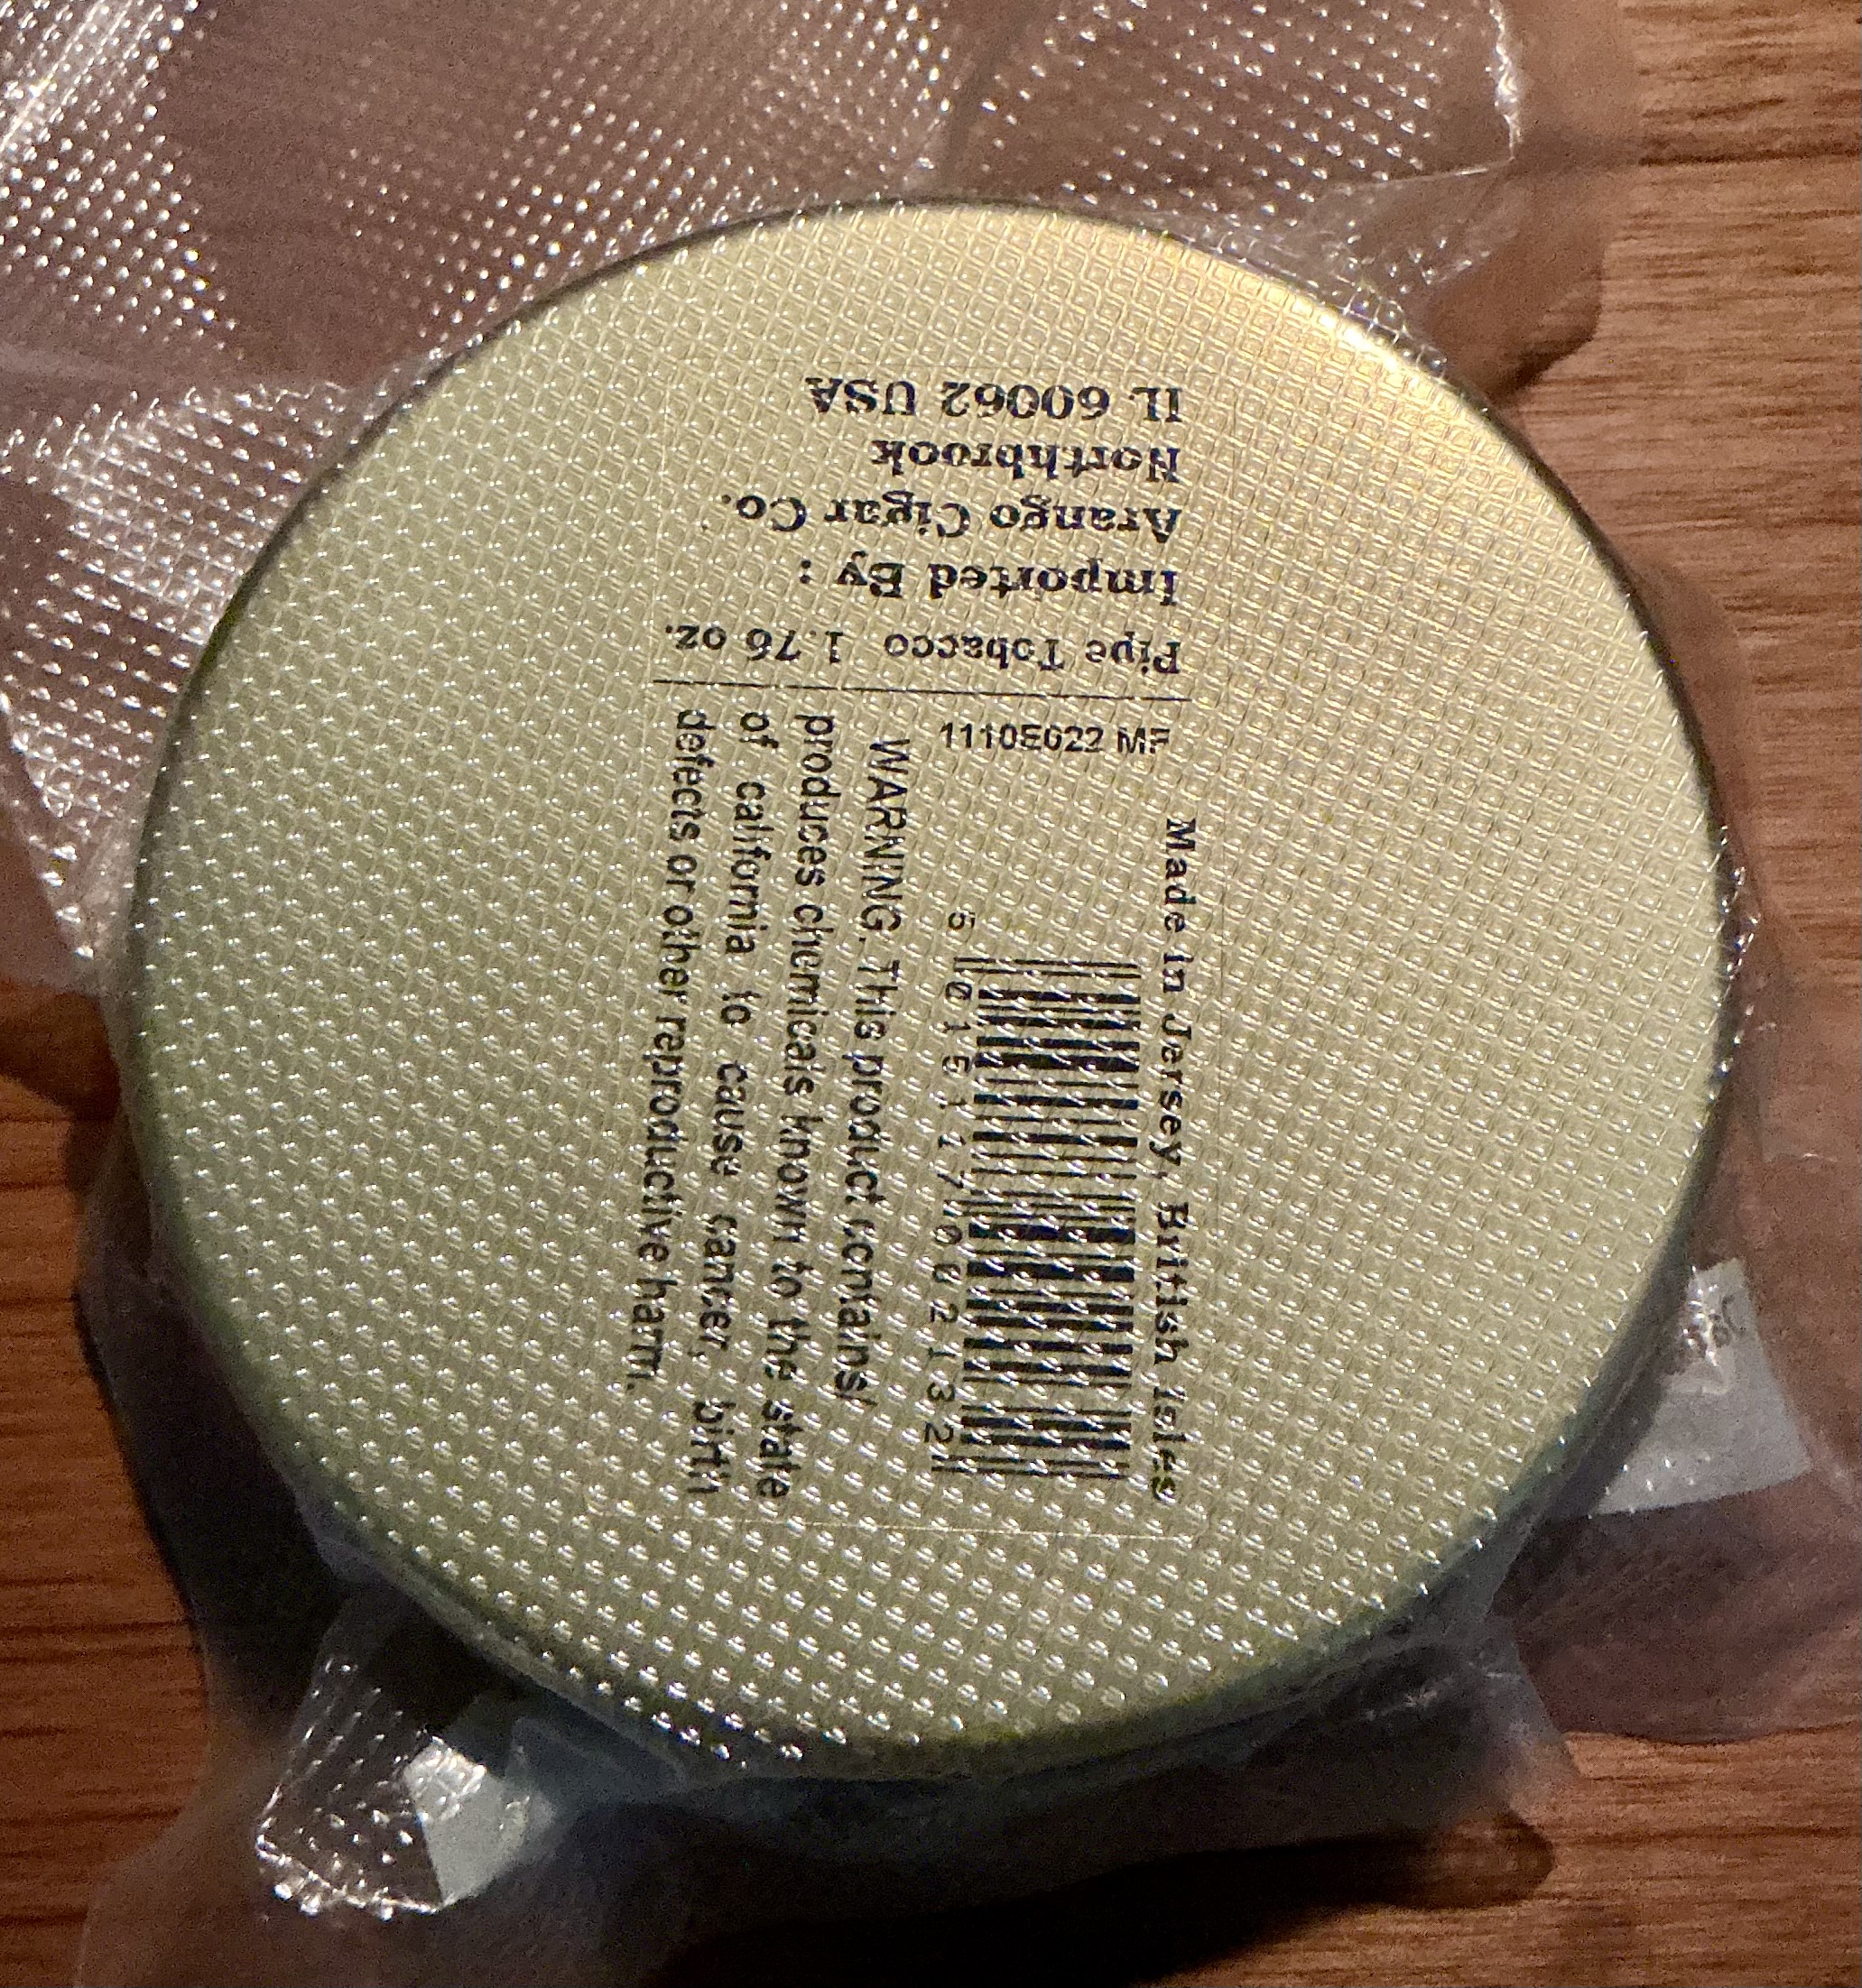 Pipe Tobacco 1.76 oz.
Imported By :
Arango Cigar Co.
Northbrook
IL 60062 USA
1110E022 MF
Made in Jersey, British Isles
5 015117 002132
WARNING. This product contains/
produces chemicals known to the state
of california to cause cancer, birth
defects or other reproductive harm.